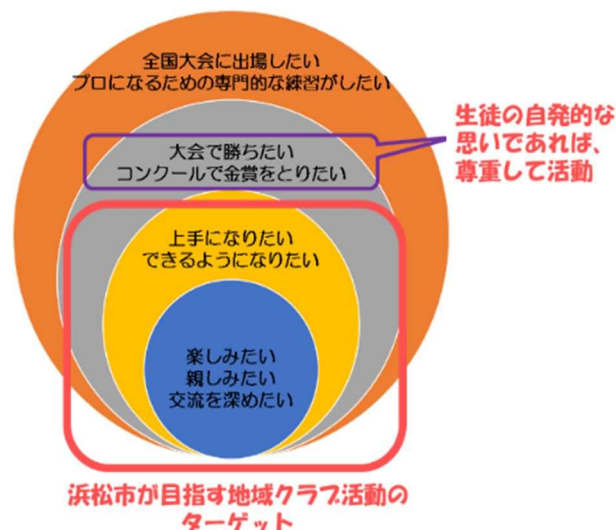 全国大会に出場したい
プロになるための専門的な練習がしたい
大会で勝ちたい
コンクールで金賞をとりたい
生徒の自発的な
思いであれば、
尊重して活動
上手になりたい
できるようになりたい
楽しみたい
親しみたい
交流を深めたい
浜松市が目指す地域クラブ活動の
ターゲット